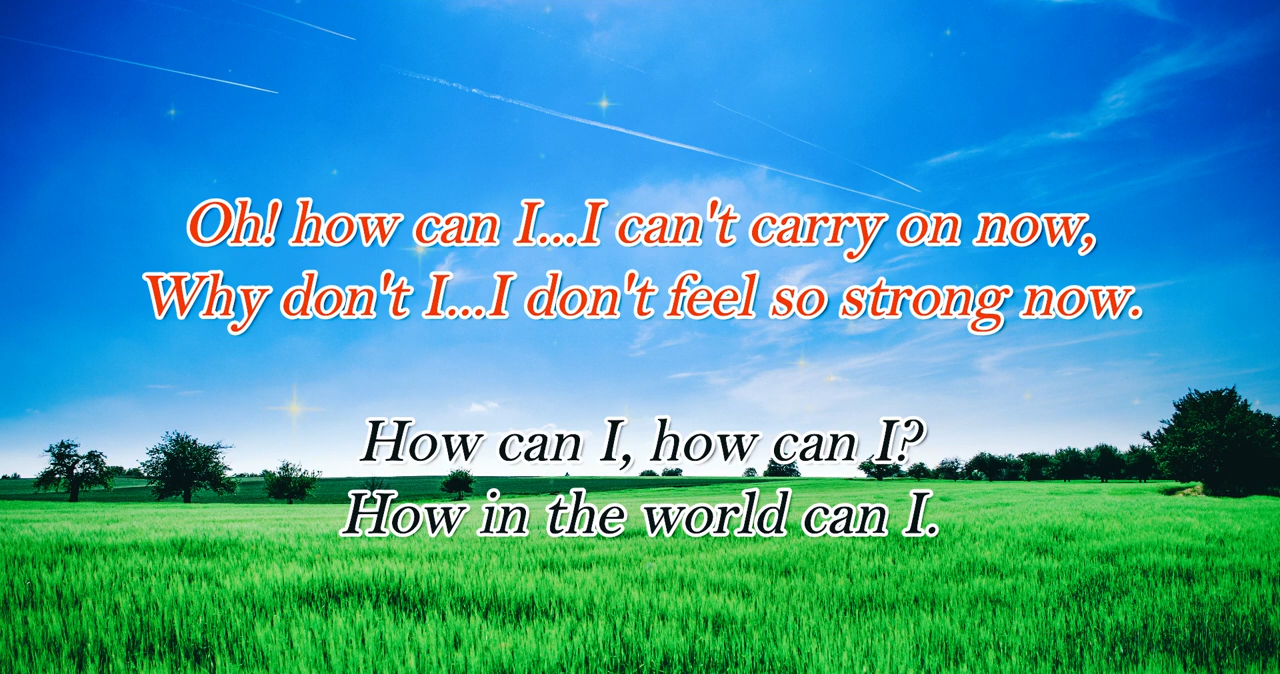 Oh! how can I...I can't carry on now,
Why don't I...I don't feel so strong now.
How can I, how can I?
How in the world can I.